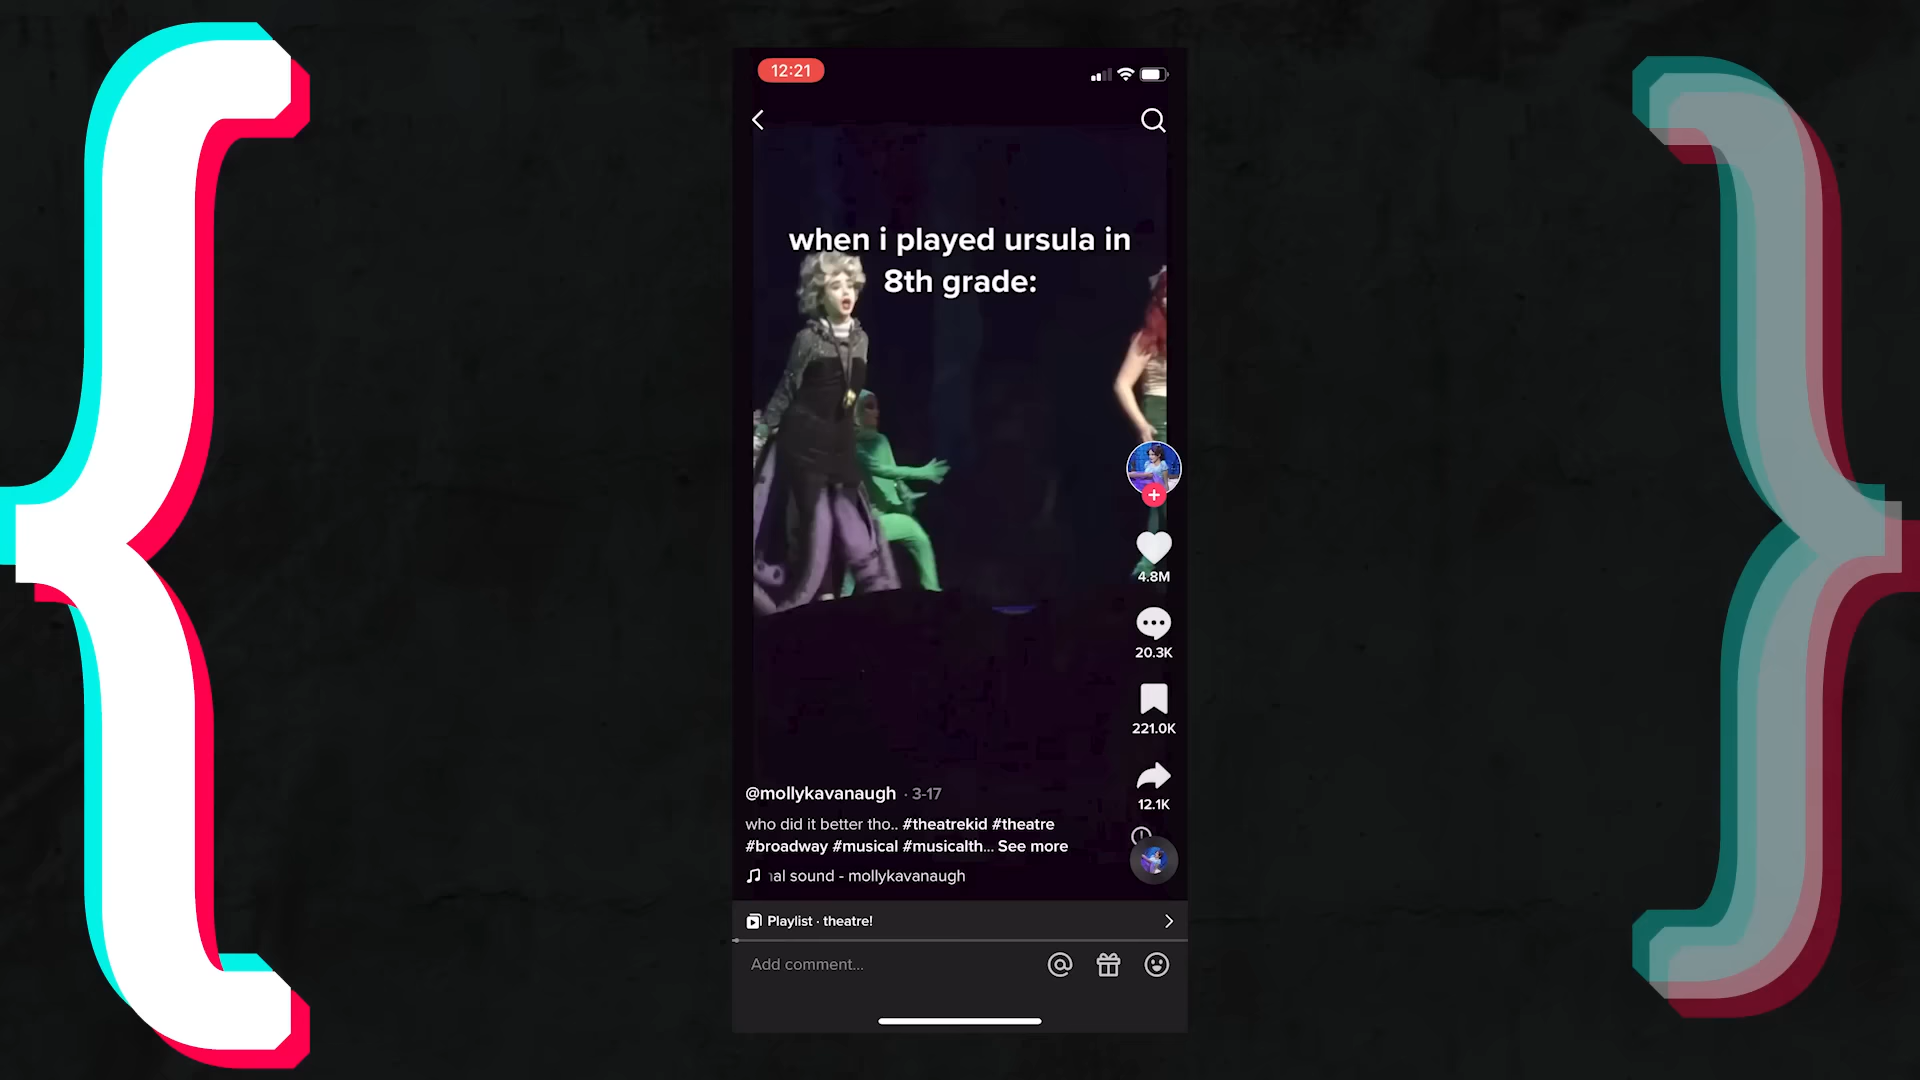 12:21
when i played ursula in
8th grade:
4.8M
20.3K
221.0K
12.1K
@mollykavanaugh · 3-17
who did it better tho.. #theatrekid #theatre
#broadway #musical #musicalth... See more
al sound - mollykavanaugh
Playlist · theatre!
Add comment...